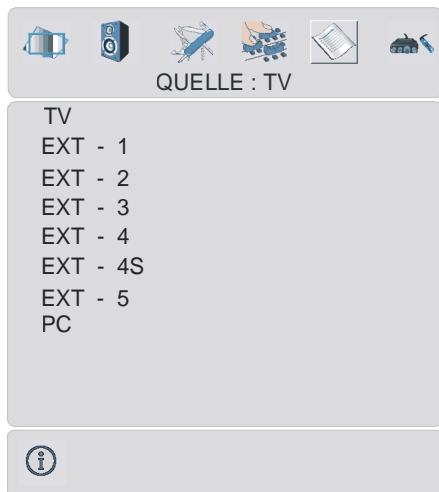 QUELLE : TV
TV
EXT - 1
EXT - 2
EXT - 3
EXT - 4
EXT - 4S
EXT - 5
PC